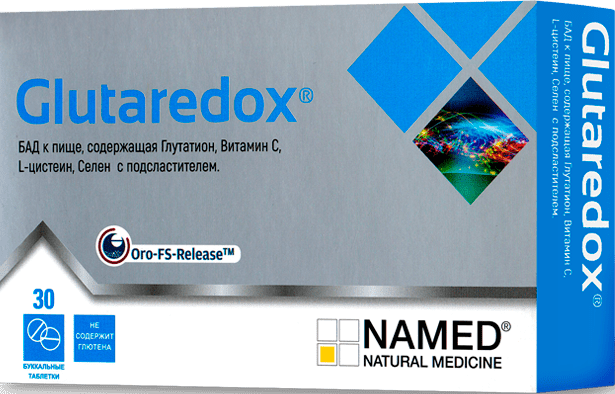 Glutaredox®
БАД к пище, содержащая Глутатион, Витамин С,
L-цистеин, Селен с подсластителем.
Oro-FS-Release™
30
БУККАЛЬНЫЕ
ТАБЛЕТКИ
НЕ
СОДЕРЖИТ
ГЛЮТЕНА
NAMED®
NATURAL MEDICINE
Glutaredox®
БАД к пище, содержащая Глутатион, Витамин С,
L-цистеин, Селен с подсластителем.